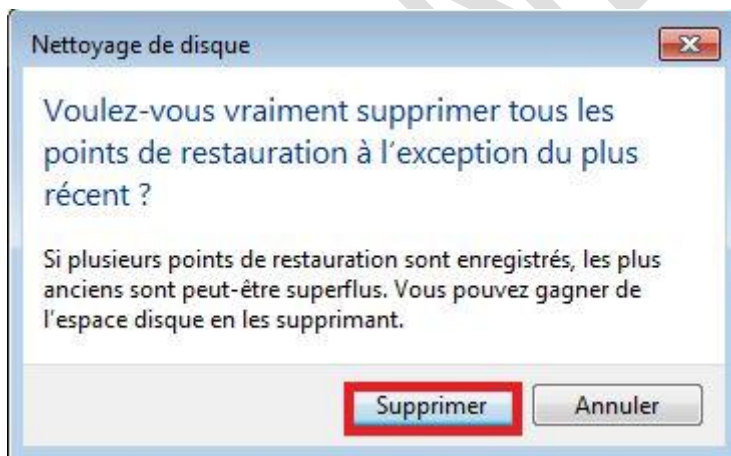 Nettoyage de disque
Voulez-vous vraiment supprimer tous les
points de restauration à l'exception du plus
récent ?
Si plusieurs points de restauration sont enregistrés, les plus
anciens sont peut-être superflus. Vous pouvez gagner de
l'espace disque en les supprimant.
Supprimer Annuler